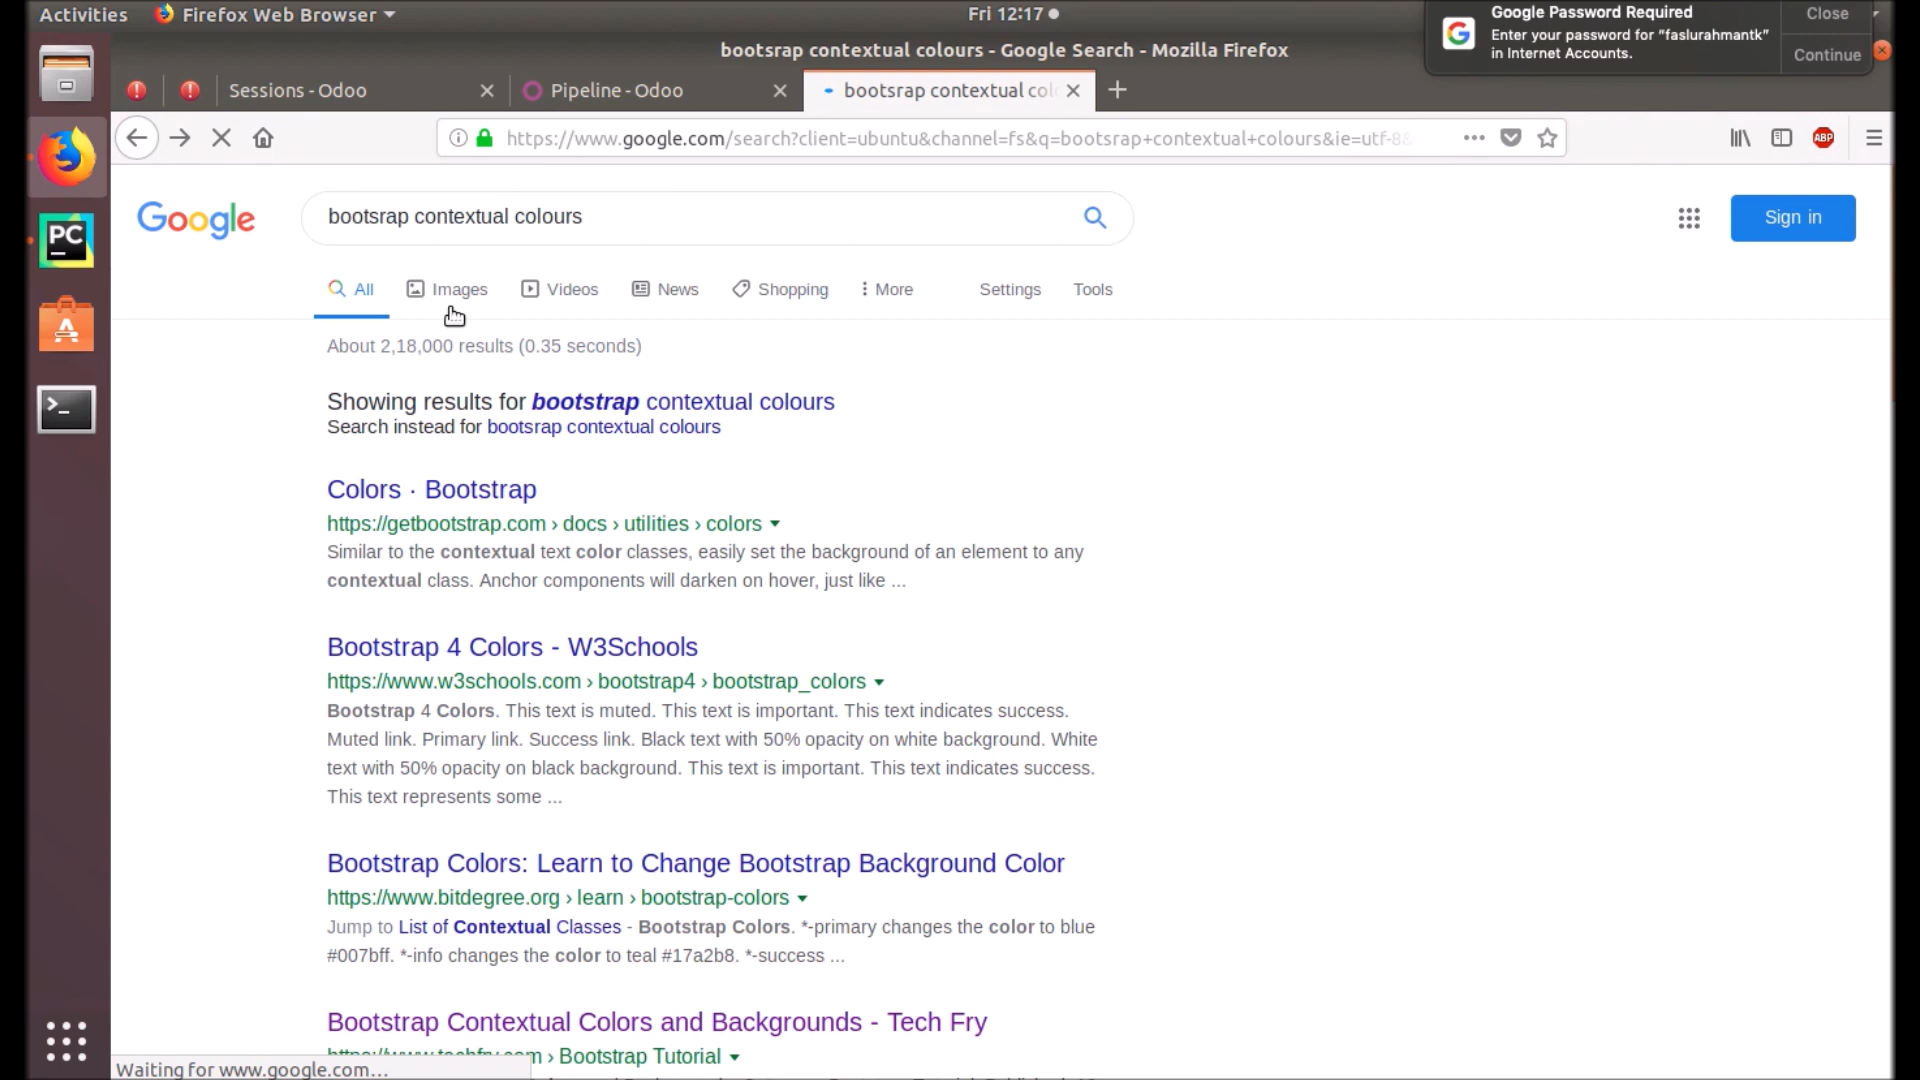 Activities
Firefox Web Browser
Fri 12:17
Google Password Required
Enter your password for “faslurahmantk”
in Internet Accounts.
Close
Continue
bootsrap contextual colours - Google Search - Mozilla Firefox
Sessions - Odoo
Pipeline - Odoo
bootsrap contextual col
https://www.google.com/search?client=ubuntu&channel=fs&q=bootsrap+contextual+colours&ie=utf-8&
ABP
PC
Google
bootsrap contextual colours
Sign in
All
Images
Videos
News
Shopping
More
Settings
Tools
About 2,18,000 results (0.35 seconds)
Showing results for bootstrap contextual colours
Search instead for bootsrap contextual colours
Colors · Bootstrap
https://getbootstrap.com › docs › utilities › colors
Similar to the contextual text color classes, easily set the background of an element to any
contextual class. Anchor components will darken on hover, just like ...
Bootstrap 4 Colors - W3Schools
https://www.w3schools.com › bootstrap4 › bootstrap_colors
Bootstrap 4 Colors. This text is muted. This text is important. This text indicates success.
Muted link. Primary link. Success link. Black text with 50% opacity on white background. White
text with 50% opacity on black background. This text is important. This text indicates success.
This text represents some ...
Bootstrap Colors: Learn to Change Bootstrap Background Color
https://www.bitdegree.org › learn › bootstrap-colors
Jump to List of Contextual Classes - Bootstrap Colors. *-primary changes the color to blue
#007bff. *-info changes the color to teal #17a2b8. *-success ...
Bootstrap Contextual Colors and Backgrounds - Tech Fry
https://www.techfry.com › Bootstrap Tutorial
Waiting for www.google.com…